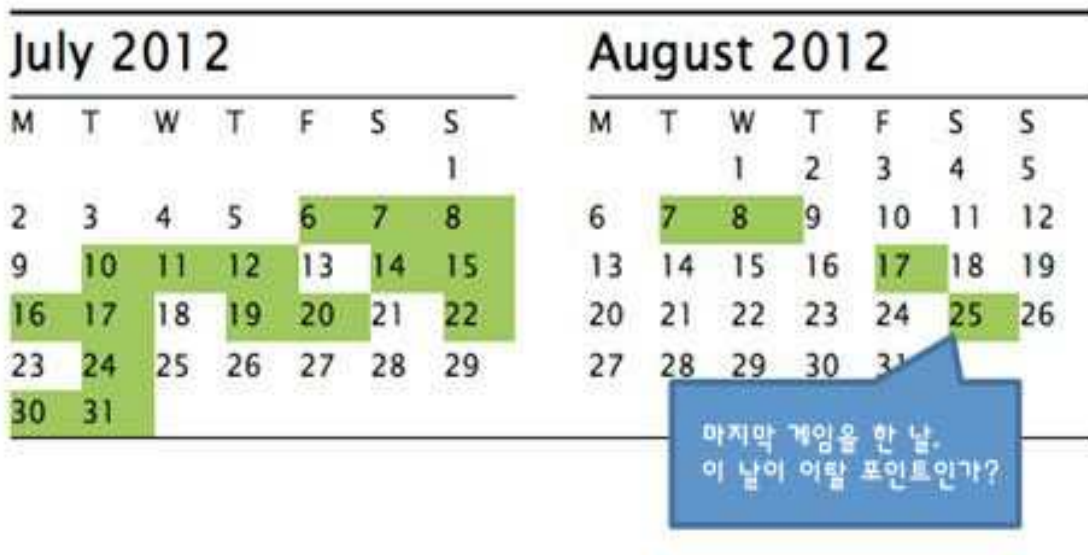 July 2012
M T W T F S S
1
2 3 4 5 6 7 8
9 10 11 12 13 14 15
16 17 18 19 20 21 22
23 24 25 26 27 28 29
30 31
August 2012
M T W T F S S
1 2 3 4 5
6 7 8 9 10 11 12
13 14 15 16 17 18 19
20 21 22 23 24 25 26
27 28 29 30 31
마지막 게임을 한 날.
이 날이 이탈 포인트인가?